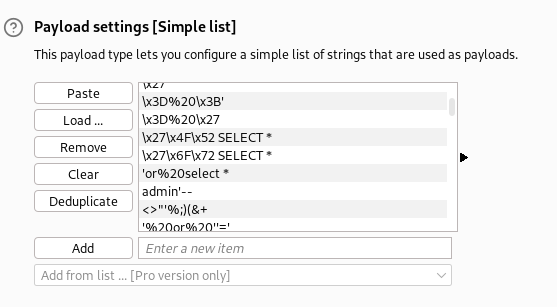 Payload settings [Simple list]
This payload type lets you configure a simple list of strings that are used as payloads.
Paste
Load ...
Remove
Clear
Deduplicate
\x27
\x3D%20\x3B'
\x3D%20\x27
\x27\x4F\x52 SELECT *
\x27\x6F\x72 SELECT *
'or%20select *
admin'--
<>"'%;)(&+
'%20or%20''='
Add
Enter a new item
Add from list ... [Pro version only]